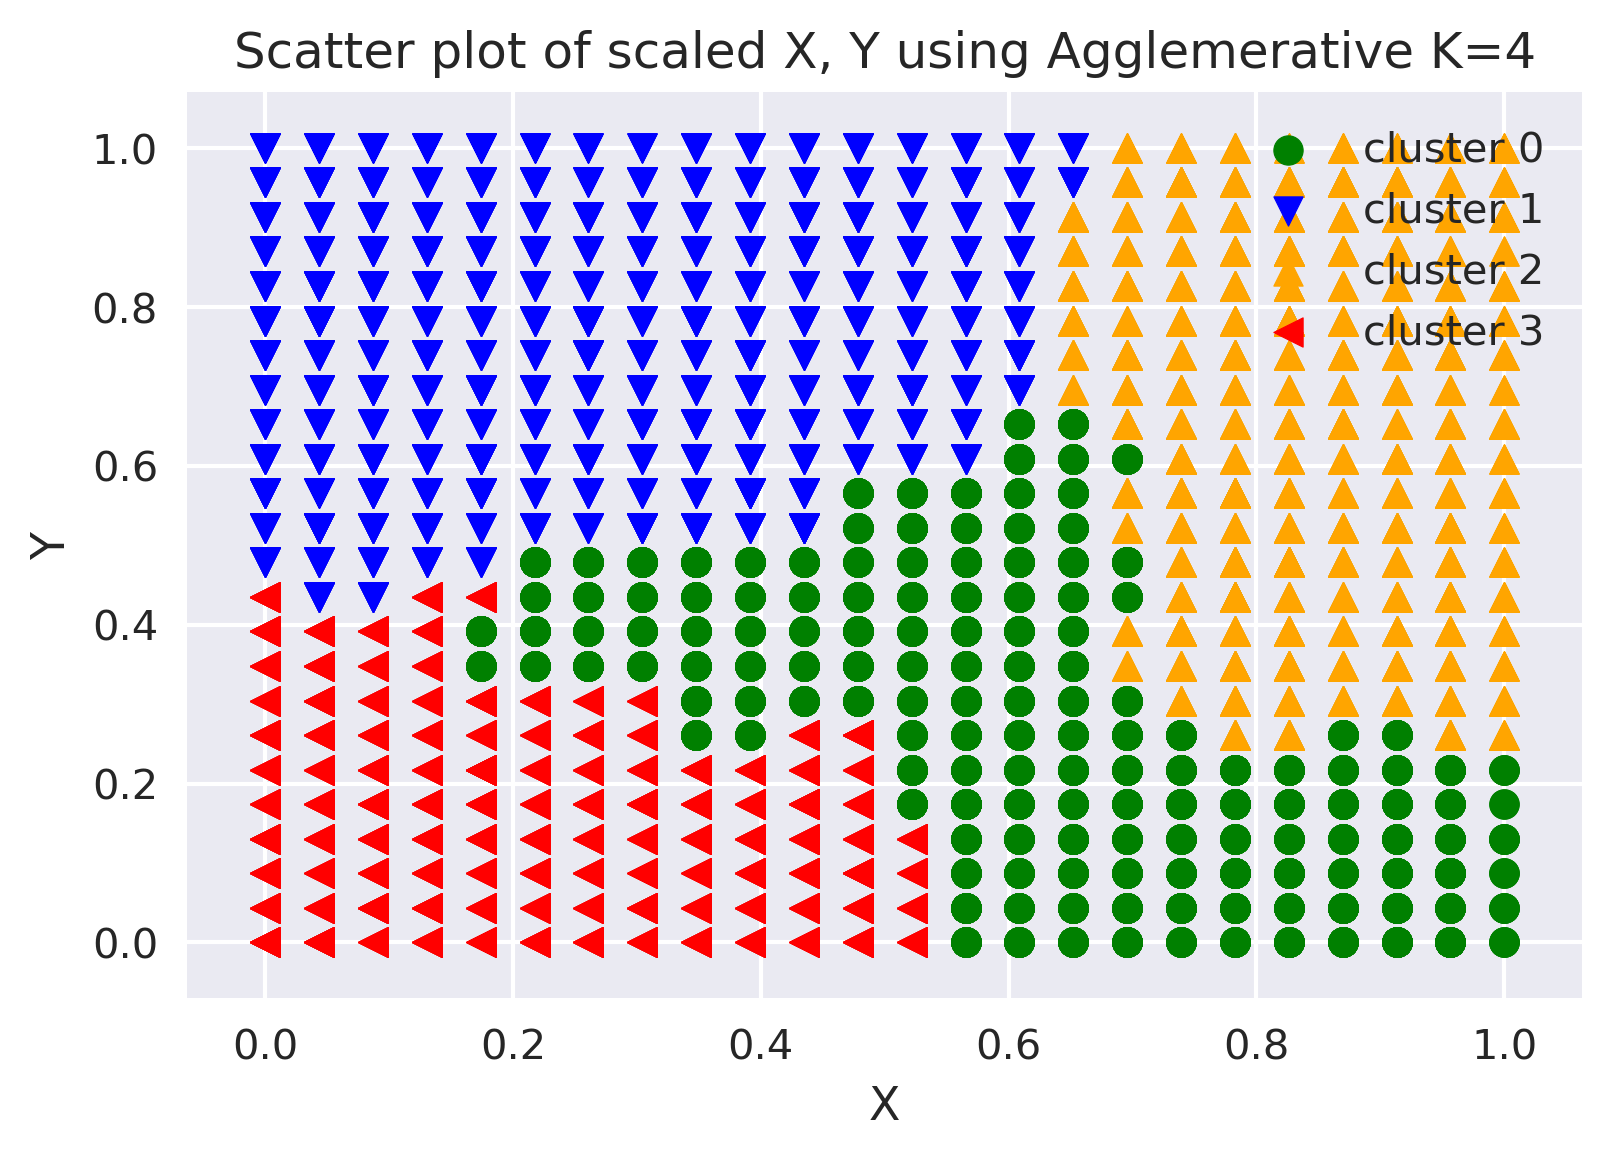 Scatter plot of scaled X, Y using Agglemerative K=4
1.0
0.8
0.6
0.4
0.2
0.0
Y
cluster 0
cluster 1
cluster 2
cluster 3
0.0 0.2 0.4 0.6 0.8 1.0
X